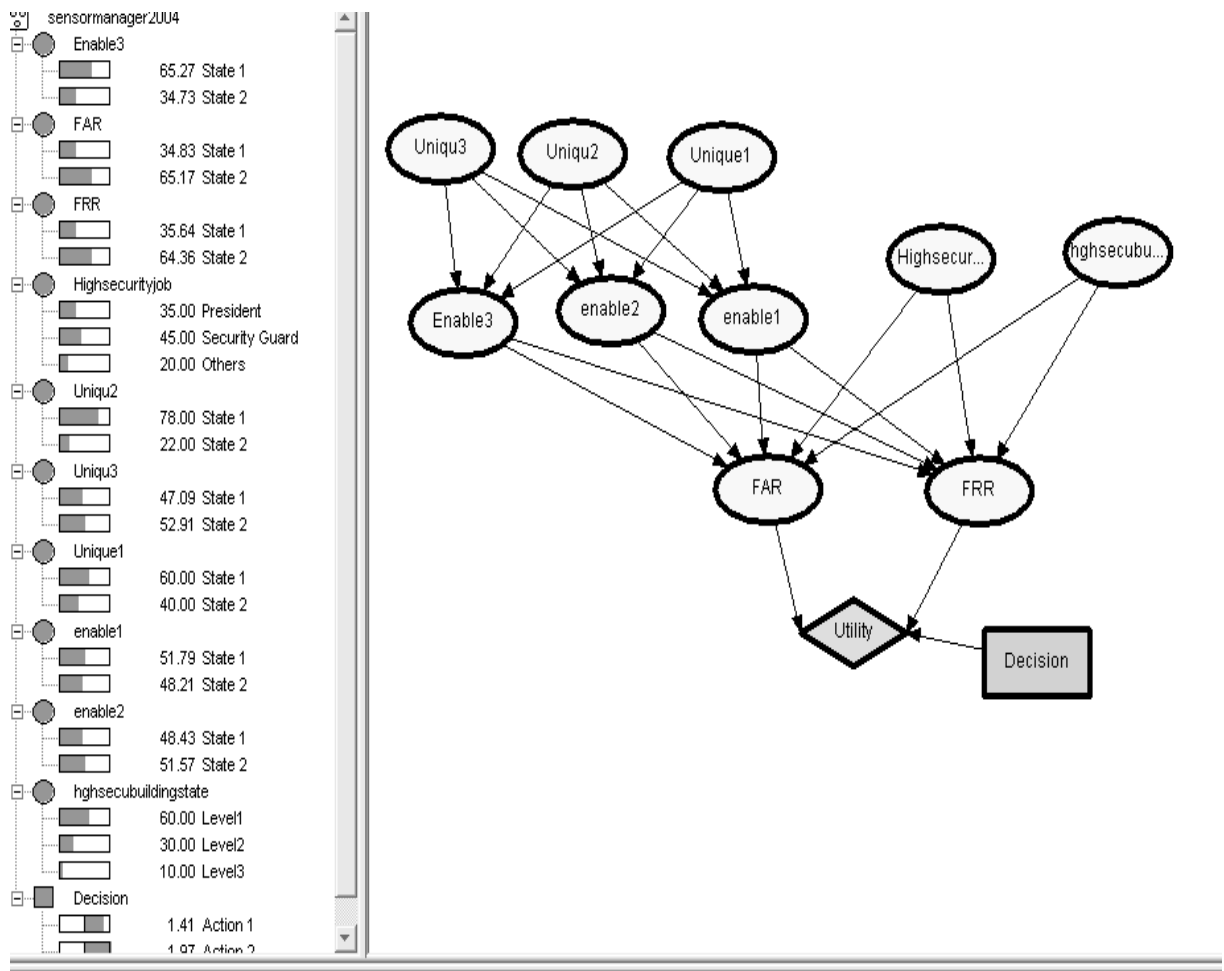 sensormanager2004
Enable3
65.27 State 1
34.73 State 2
FAR
34.83 State 1
65.17 State 2
FRR
35.64 State 1
64.36 State 2
Highsecurityjob
35.00 President
45.00 Security Guard
20.00 Others
Uniqu2
78.00 State 1
22.00 State 2
Uniqu3
47.09 State 1
52.91 State 2
Unique1
60.00 State 1
40.00 State 2
enable1
51.79 State 1
48.21 State 2
enable2
48.43 State 1
51.57 State 2
hghsecubuildingstate
60.00 Level1
30.00 Level2
10.00 Level3
Decision
1.41 Action 1
1.97 Action 2
Uniqu3
Uniqu2
Unique1
Highsecur...
hghsecubu...
Enable3
enable2
enable1
FAR
FRR
Utility
Decision